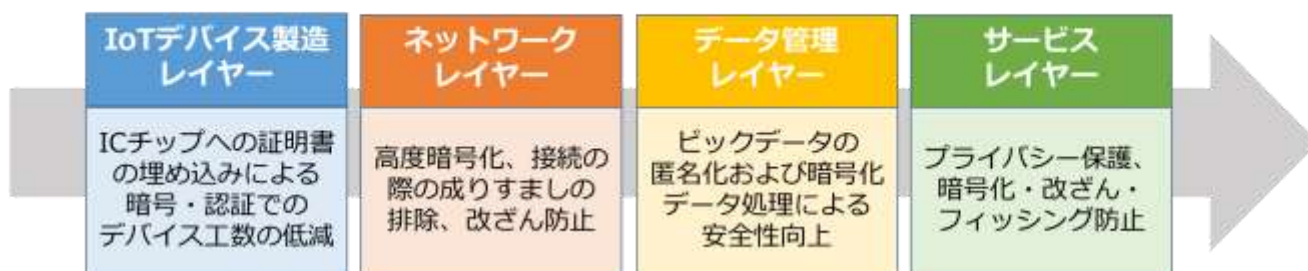 IoTデバイス製造
レイヤー
ICチップへの証明書
の埋め込みによる
暗号・認証での
デバイス工数の低減
ネットワーク
レイヤー
高度暗号化、接続の
際の成りすましの
排除、改ざん防止
データ管理
レイヤー
ビックデータの
匿名化および暗号化
データ処理による
安全性向上
サービス
レイヤー
プライバシー保護、
暗号化・改ざん・
フィッシング防止